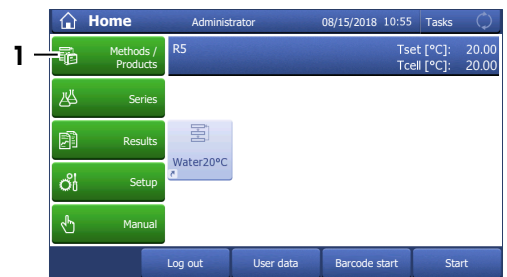 Home Administrator 08/15/2018 10:55 Tasks
1
Methods /
Products
R5 Tset [°C]: 20.00
Tcell [°C]: 20.00
Series
Results
Water20°C
Setup
Manual
Log out User data Barcode start Start